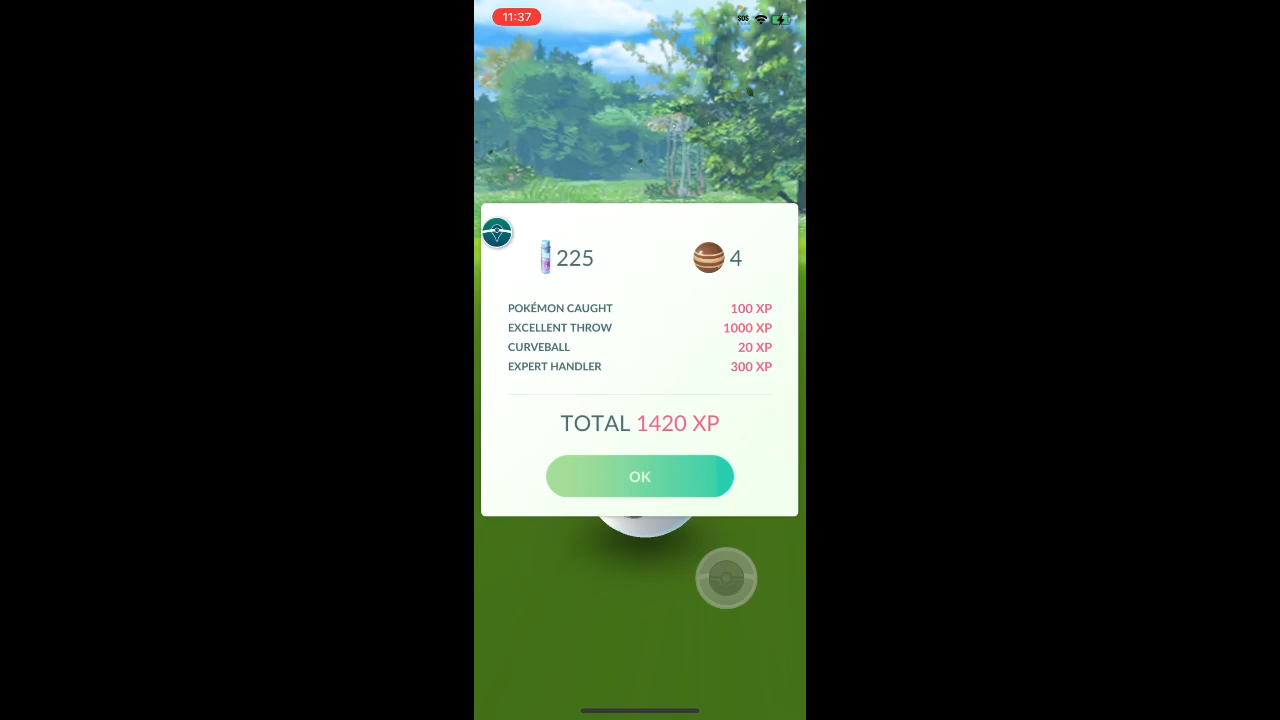 11:37
SOS
225
4
POKÉMON CAUGHT 100 XP
EXCELLENT THROW 1000 XP
CURVEBALL 20 XP
EXPERT HANDLER 300 XP
TOTAL 1420 XP
OK